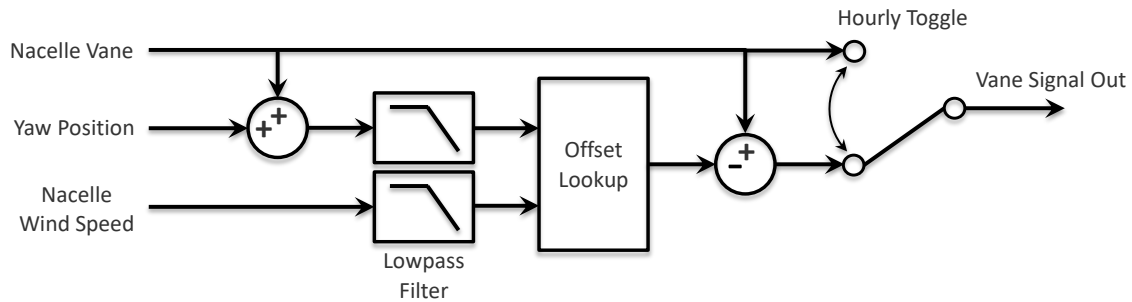 Hourly Toggle
Nacelle Vane
Vane Signal Out
Yaw Position
+
+
Offset
Lookup
+
-
Nacelle
Wind Speed
Lowpass
Filter